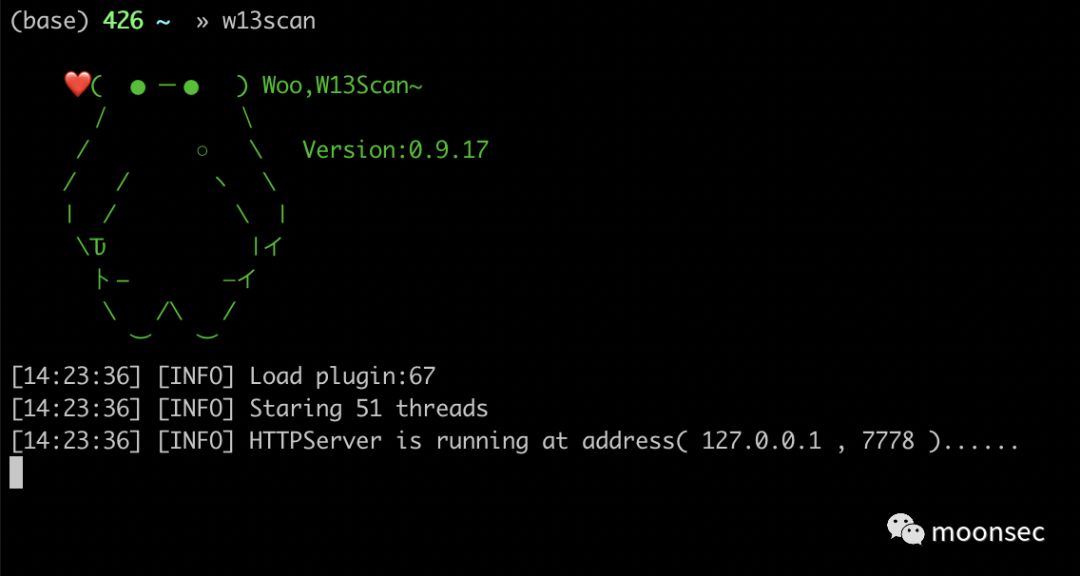 (base) 426 ~ » w13scan
❤️( ● — ● ) Woo,W13Scan~
/ \
/ ○ \ Version:0.9.17
/ / ヽ \
| / \ |
\Ԏ |イ
ト— —イ
\ /\ /
︶ ︶
[14:23:36] [INFO] Load plugin:67
[14:23:36] [INFO] Staring 51 threads
[14:23:36] [INFO] HTTPServer is running at address( 127.0.0.1 , 7778 )......
moonsec